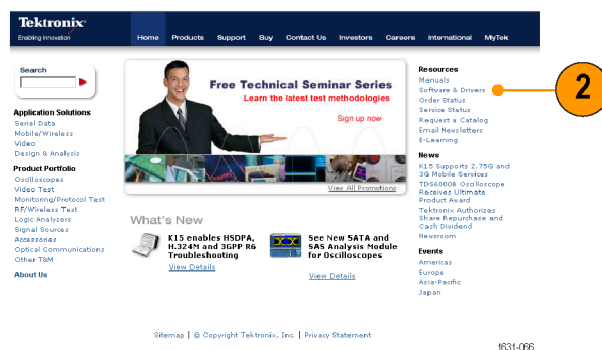 Tektronix
Enabling Innovation
Home Products Support Buy Contact Us Investors Careers International MyTek
Search
Application Solutions
Serial Data
Mobile/Wireless
Video
Design & Analysis
Product Portfolio
Oscilloscopes
Video Test
Monitoring/Protocol Test
RF/Wireless Test
Logic Analyzers
Signal Sources
Accessories
Optical Communications
Other T&M
About Us
Free Technical Seminar Series
Learn the latest test methodologies
Sign up now
View All Promotions
What's New
K15 enables HSDPA,
H.324M and 3GPP R6
Troubleshooting
View Details
See New SATA and
SAS Analysis Module
for Oscilloscopes
View Details
Resources
Manuals
Software & Drivers
Order Status
Service Status
Request a Catalog
Email Newsletters
E-Learning
News
K15 Supports 2.75G and
3G Mobile Services
TDS6000B Oscilloscope
Receives Ultimate
Product Award
Tektronix Authorizes
Share Repurchase and
Cash Dividend
Newsroom
Events
Americas
Europe
Asia-Pacific
Japan
2
Sitemap | © Copyright Tektronix, Inc. | Privacy Statement
1631-066